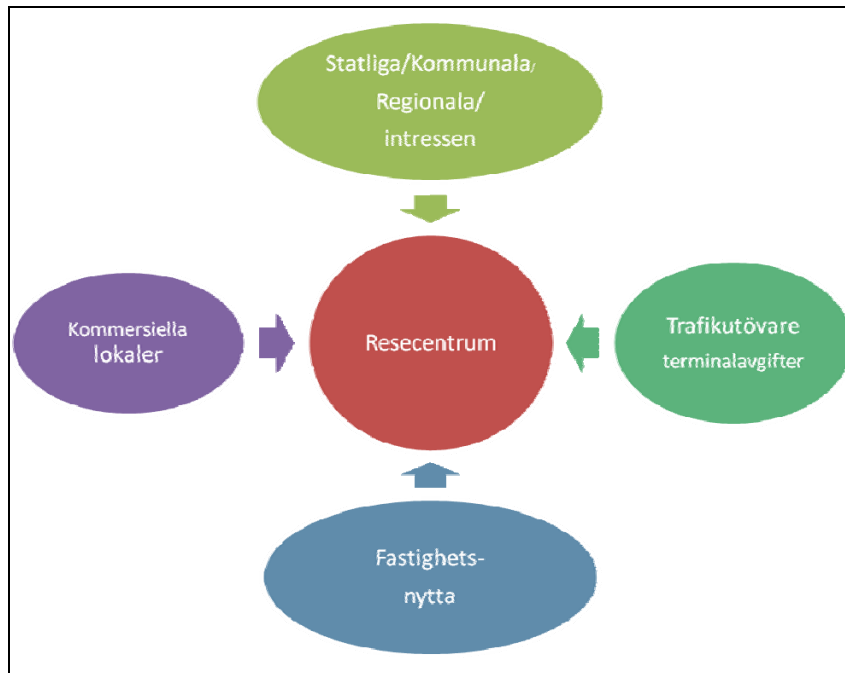 Statliga/Kommunala/
Regionala/
intressen
Kommersiella
lokaler
Resecentrum
Trafikutövare
terminalavgifter
Fastighets-
nytta